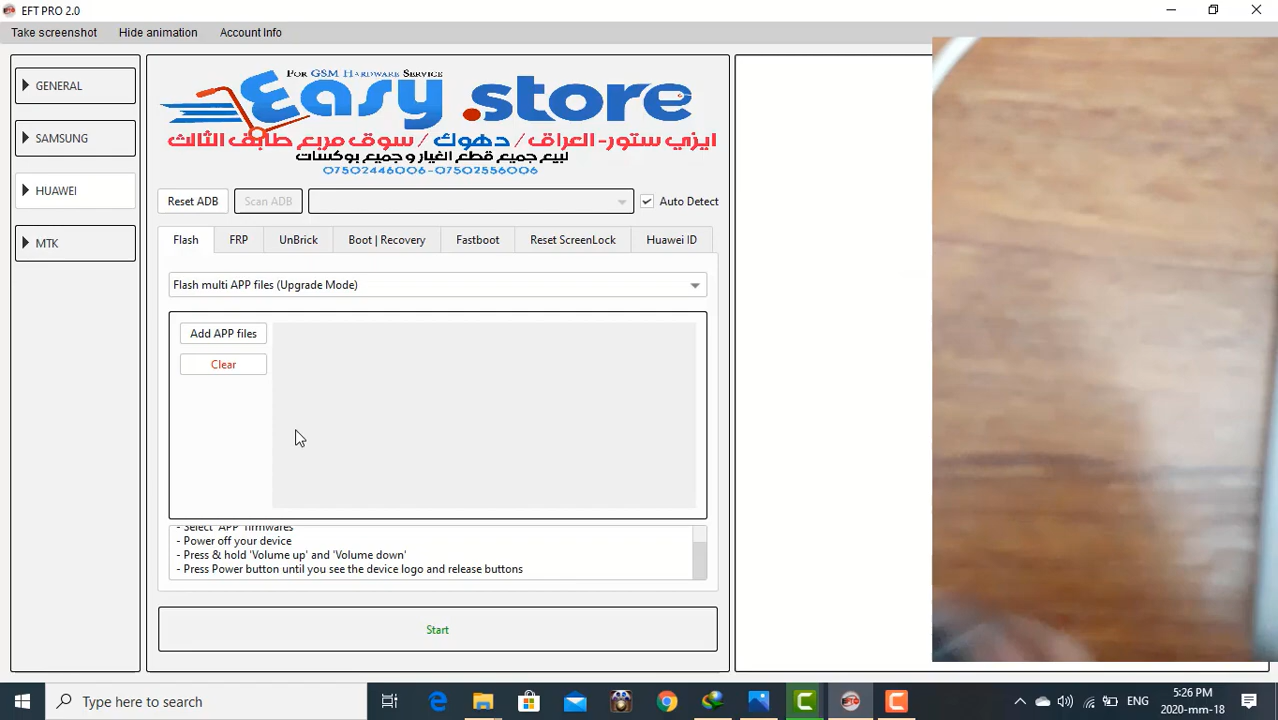 EFT PRO 2.0
Take screenshot
Hide animation
Account Info
GENERAL
SAMSUNG
HUAWEI
MTK
FOR GSM HARDWARE SERVICE
Easy.store
ايزي ستور- العراق/ دهوك / سوق مربع طابق الثالث
لبيع جميع قطع الغيار و جميع بوكسات
07502446006-07502556006
Reset ADB
Scan ADB
Auto Detect
Flash
FRP
UnBrick
Boot | Recovery
Fastboot
Reset ScreenLock
Huawei ID
Flash multi APP files (Upgrade Mode)
Add APP files
Clear
- Select 'APP' firmwares
- Power off your device
- Press & hold 'Volume up' and 'Volume down'
- Press Power button until you see the device logo and release buttons
Start
Type here to search
ENG
5:26 PM
2020-mm-18